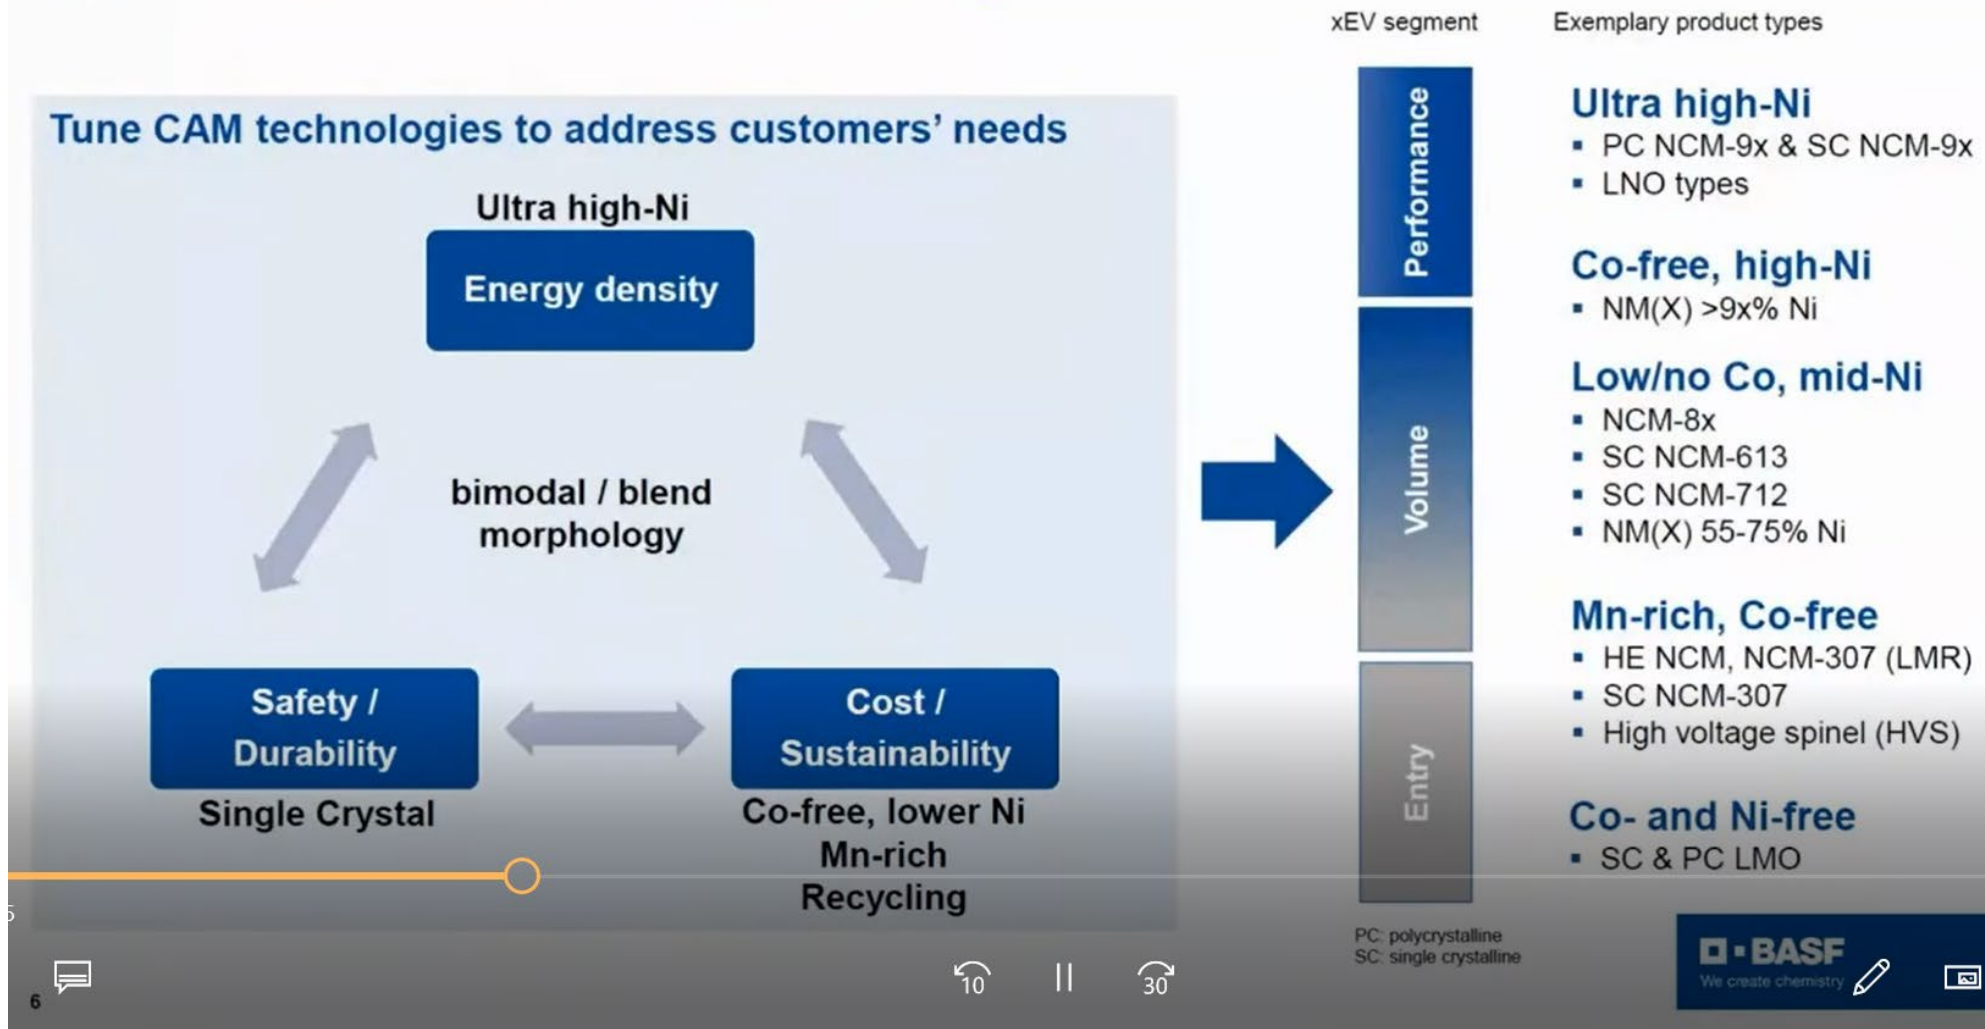 xEV segment
Exemplary product types
Tune CAM technologies to address customers' needs
Ultra high-Ni
Energy density
bimodal / blend
morphology
Safety /
Durability
Single Crystal
Cost /
Sustainability
Co-free, lower Ni
Mn-rich
Recycling
Performance
Volume
Entry
Ultra high-Ni
▪ PC NCM-9x & SC NCM-9x
▪ LNO types
Co-free, high-Ni
▪ NM(X) >9x% Ni
Low/no Co, mid-Ni
▪ NCM-8x
▪ SC NCM-613
▪ SC NCM-712
▪ NM(X) 55-75% Ni
Mn-rich, Co-free
▪ HE NCM, NCM-307 (LMR)
▪ SC NCM-307
▪ High voltage spinel (HVS)
Co- and Ni-free
▪ SC & PC LMO
PC: polycrystalline
SC: single crystalline
BASF
We create chemistry
10
30
6